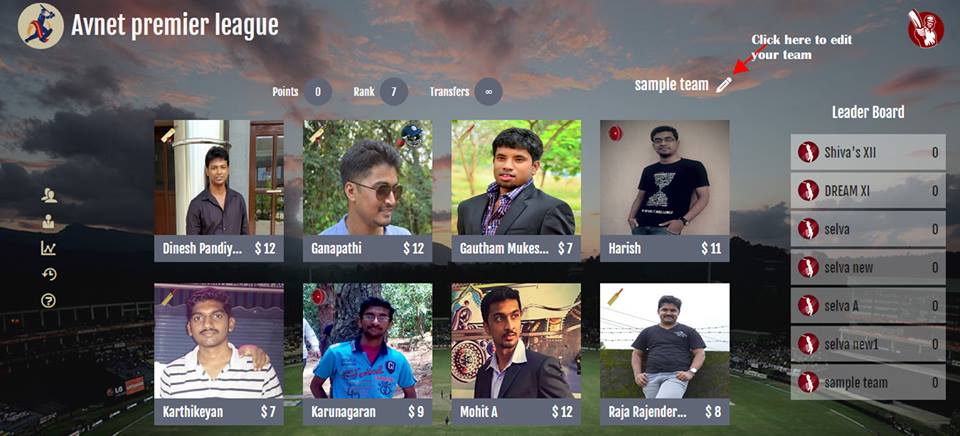 Avnet premier league
Click here to edit
your team
Points 0 Rank 7 Transfers ∞
sample team
Leader Board
Shiva's XII 0
DREAM XI 0
selva 0
selva new 0
selva A 0
selva new1 0
sample team 0
Dinesh Pandiy... $ 12
Ganapathi $ 12
Gautham Mukes... $ 7
Harish $ 11
Karthikeyan $ 7
Karunagaran $ 9
Mohit A $ 12
Raja Rajender... $ 8
LG